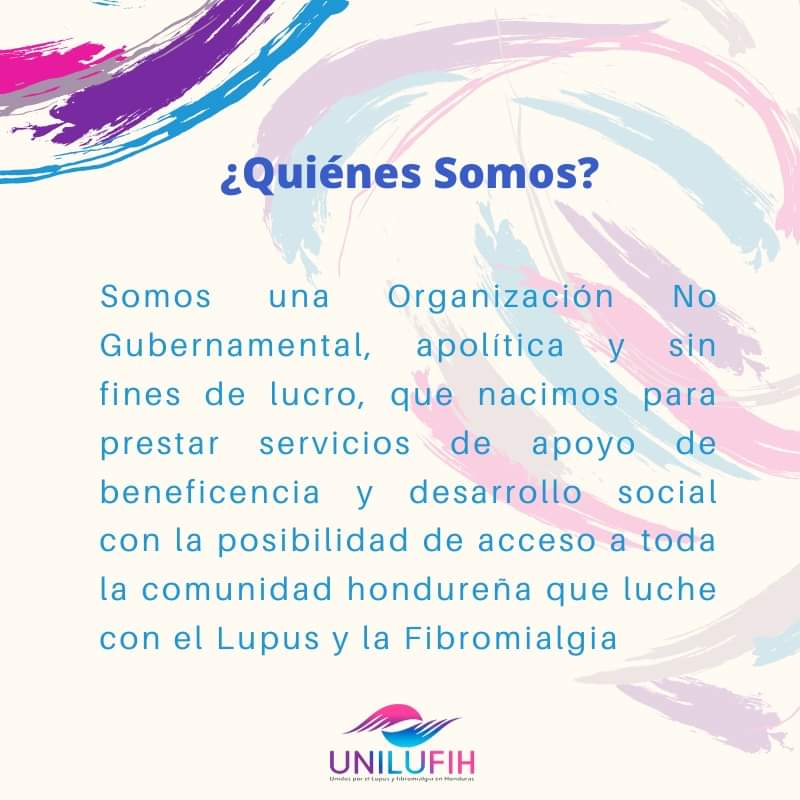 ¿Quiénes Somos?
Somos una Organización No
Gubernamental, apolítica y sin
fines de lucro, que nacimos para
prestar servicios de apoyo de
beneficencia y desarrollo social
con la posibilidad de acceso a toda
la comunidad hondureña que luche
con el Lupus y la Fibromialgia
UNILUFIH
Unidos por el Lupus y Fibromialgia en Honduras